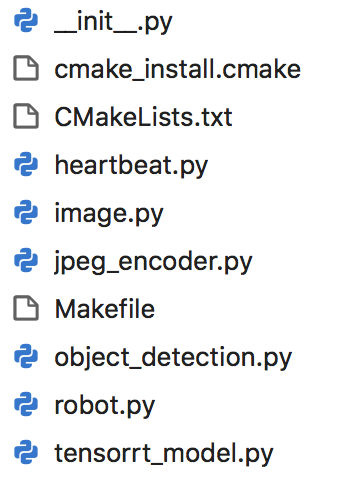 __init__.py
cmake_install.cmake
CMakeLists.txt
heartbeat.py
image.py
jpeg_encoder.py
Makefile
object_detection.py
robot.py
tensorrt_model.py